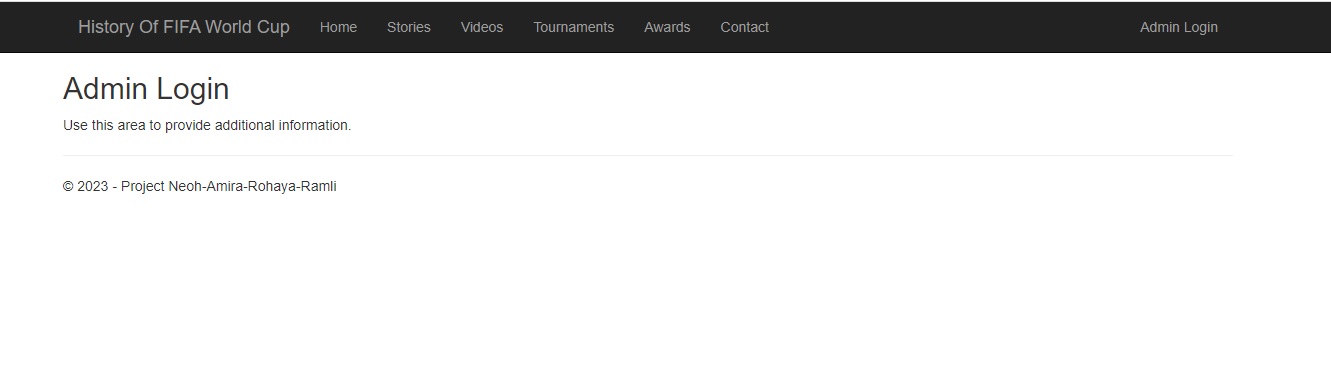 History Of FIFA World Cup Home Stories Videos Tournaments Awards Contact Admin Login
Admin Login
Use this area to provide additional information.
© 2023 - Project Neoh-Amira-Rohaya-Ramli